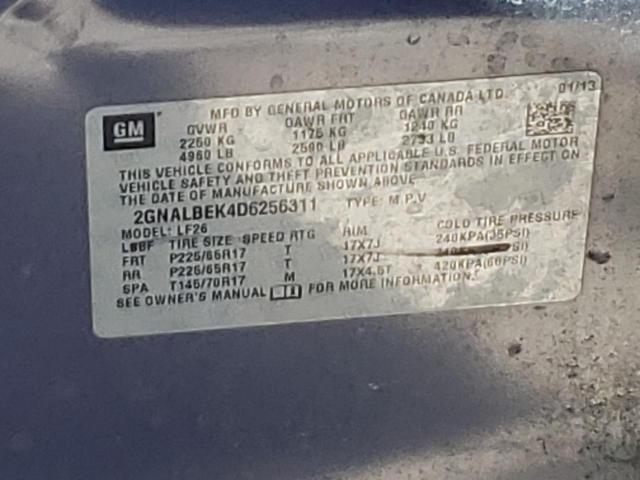 MFD BY GENERAL MOTORS OF CANADA LTD. 01/13
GM
GVWR GAWR FRT GAWR RR
2250 KG 1175 KG 1240 KG
4960 LB 2590 LB 2733 LB
THIS VEHICLE CONFORMS TO ALL APPLICABLE U.S. FEDERAL MOTOR
VEHICLE SAFETY AND THEFT PREVENTION STANDARDS IN EFFECT ON
THE DATE OF MANUFACTURE SHOWN ABOVE.
2GNALBEK4D6256311 TYPE: M P V
MODEL: LF26
TIRE SIZE SPEED RTG RIM COLD TIRE PRESSURE
FRT P225/65R17 T 17X7J 240KPA(35PSI)
RR P225/65R17 T 17X7J
SPA T145/70R17 M 17X4.5T 420KPA(60PSI)
SEE OWNER'S MANUAL FOR MORE INFORMATION.